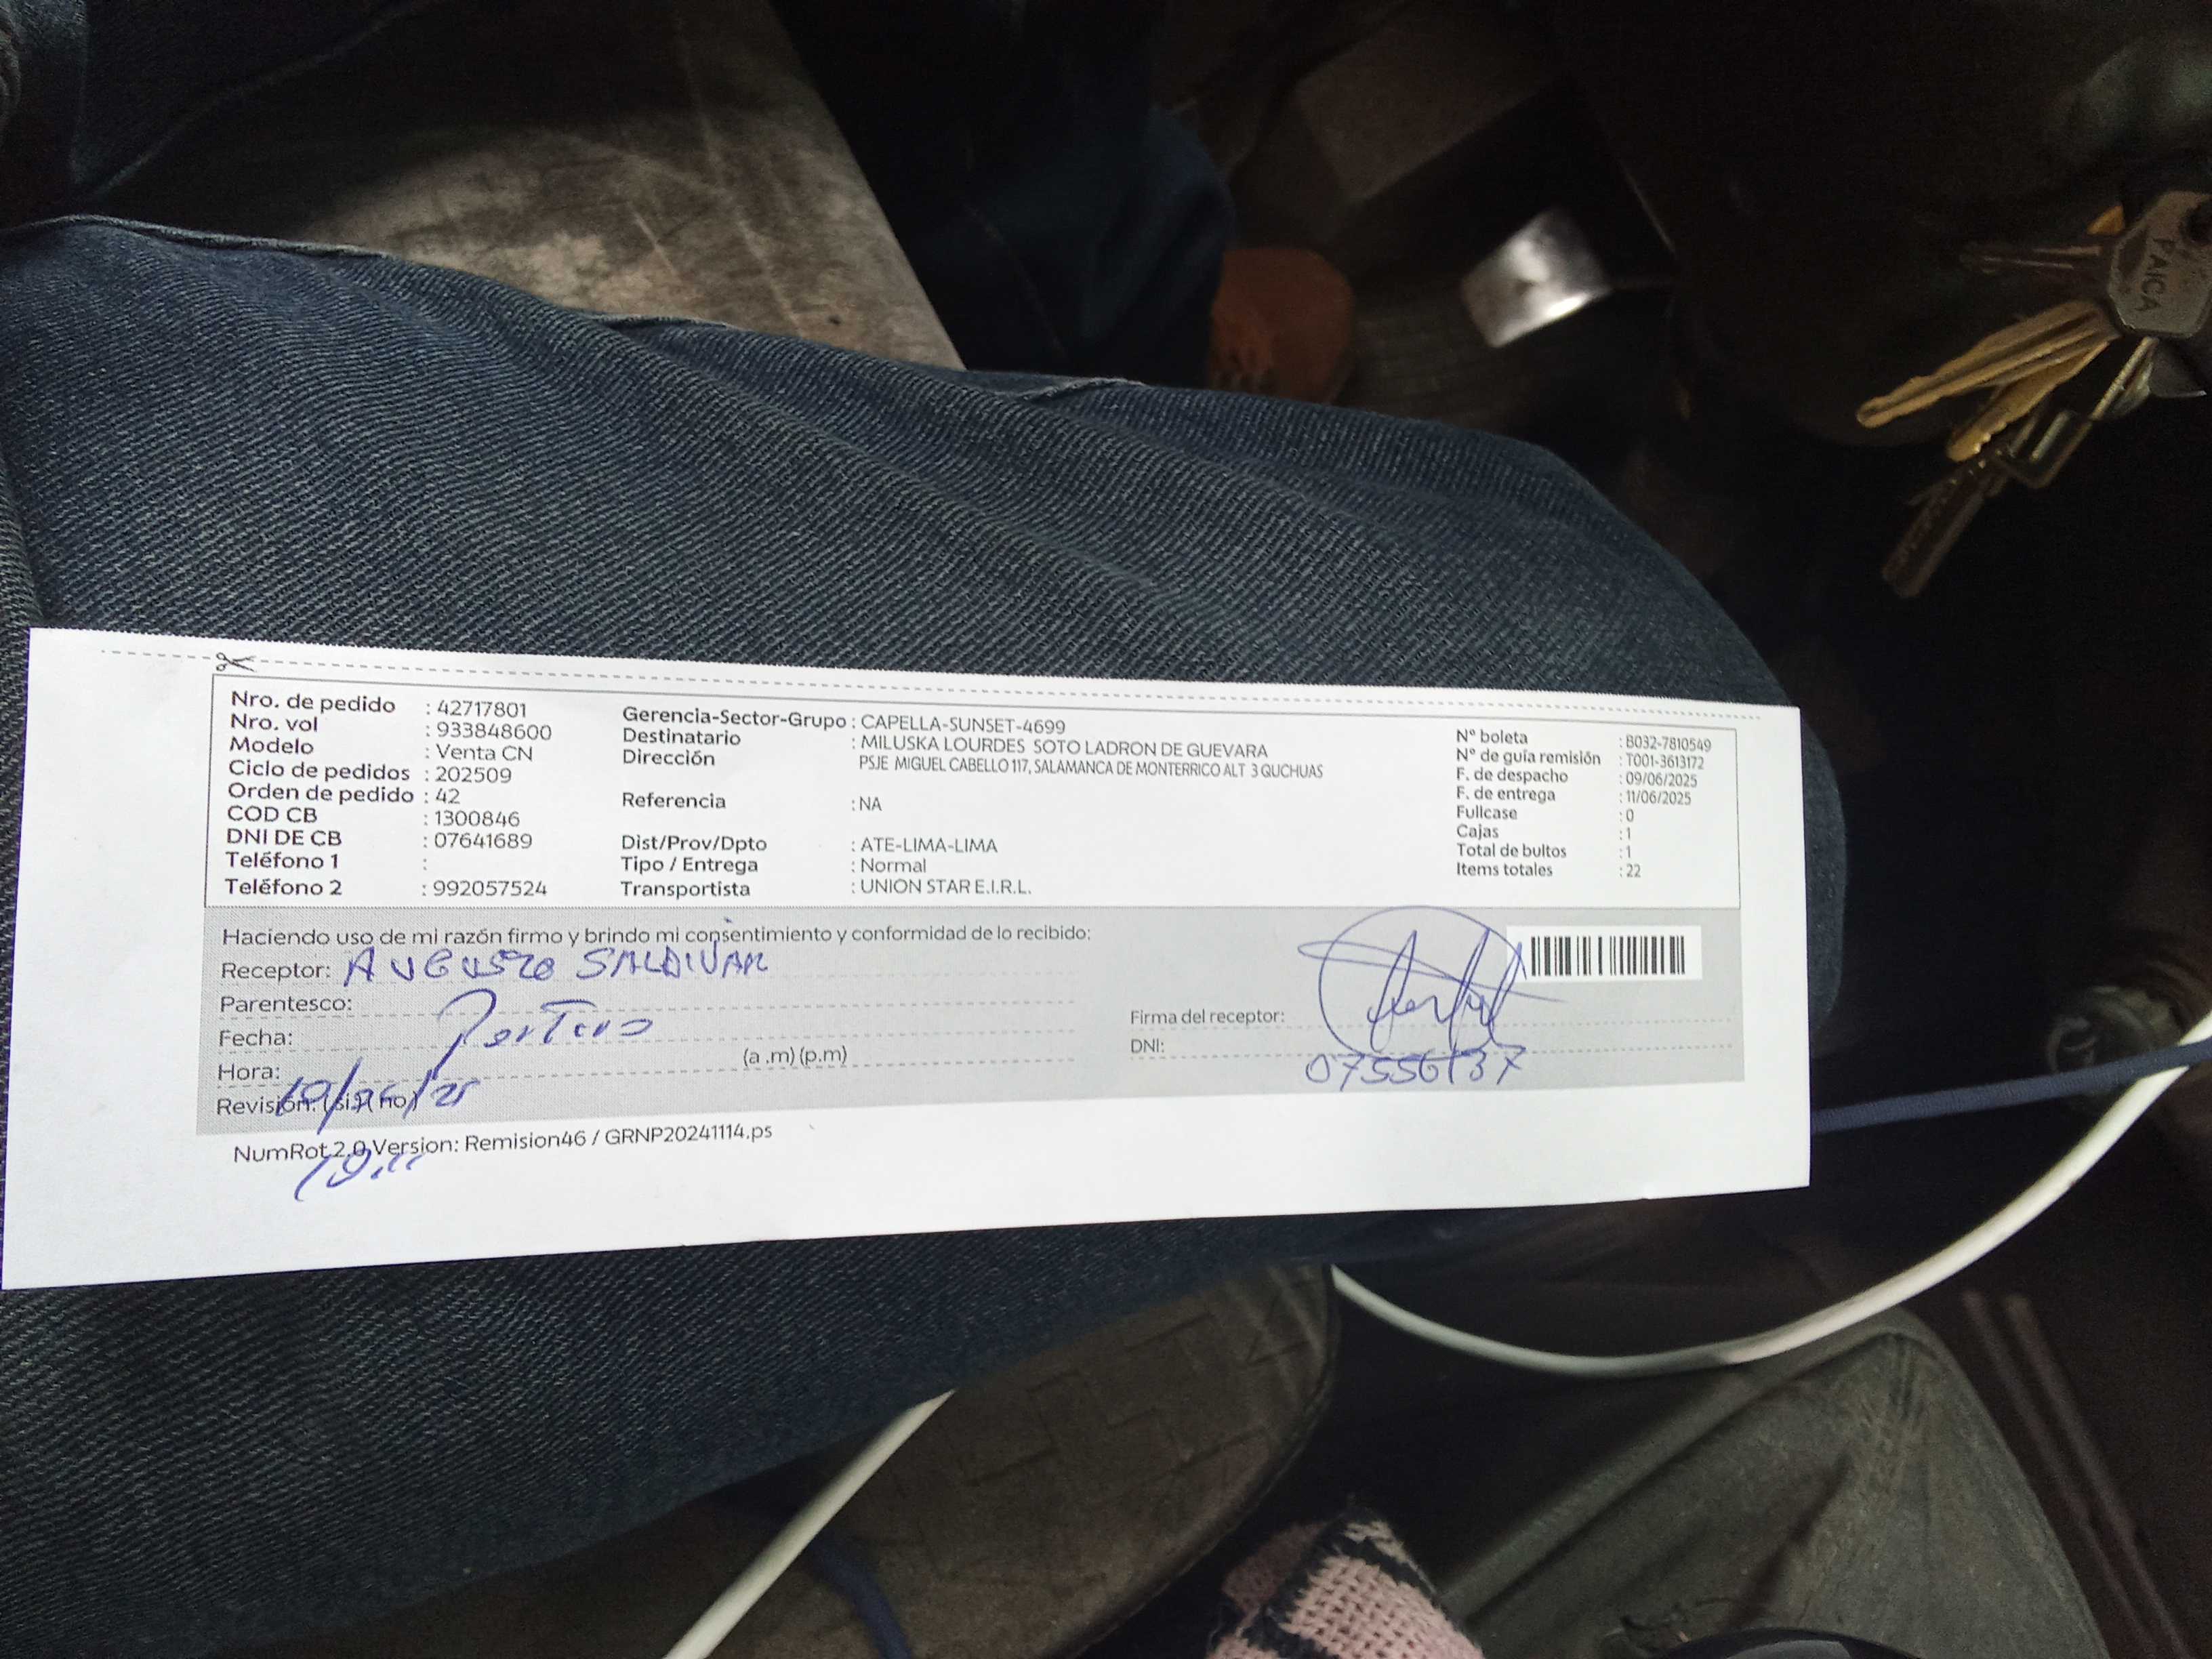 Nro. de pedido : 42717801
Nro. vol : 933848600
Modelo : Venta CN
Ciclo de pedidos : 202509
Orden de pedido : 42
COD CB : 1300846
DNI DE CB : 07641689
Teléfono 1 :
Teléfono 2 : 992057524
Gerencia-Sector-Grupo : CAPELLA-SUNSET-4699
Destinatario : MILUSKA LOURDES SOTO LADRON DE GUEVARA
Dirección PSJE MIGUEL CABELLO 117, SALAMANCA DE MONTERRICO ALT 3 QUCHUAS
Referencia : NA
Dist/Prov/Dpto : ATE-LIMA-LIMA
Tipo / Entrega : Normal
Transportista : UNION STAR E.I.R.L.
Nº boleta : B032-7810549
Nº de guía remisión : T001-3613172
F. de despacho : 09/06/2025
F. de entrega : 11/06/2025
Fullcase : 0
Cajas : 1
Total de bultos : 1
Items totales : 22
Haciendo uso de mi razón firmo y brindo mi consentimiento y conformidad de lo recibido:
Receptor: AUGUSTO SALDIVAR
Parentesco:
Fecha:
Hora: (a .m) (p.m)
Revisión: ( si ) ( no )
Firma del receptor:
DNI: 07556137
NumRot.2.0 Version: Remision46 / GRNP20241114.ps